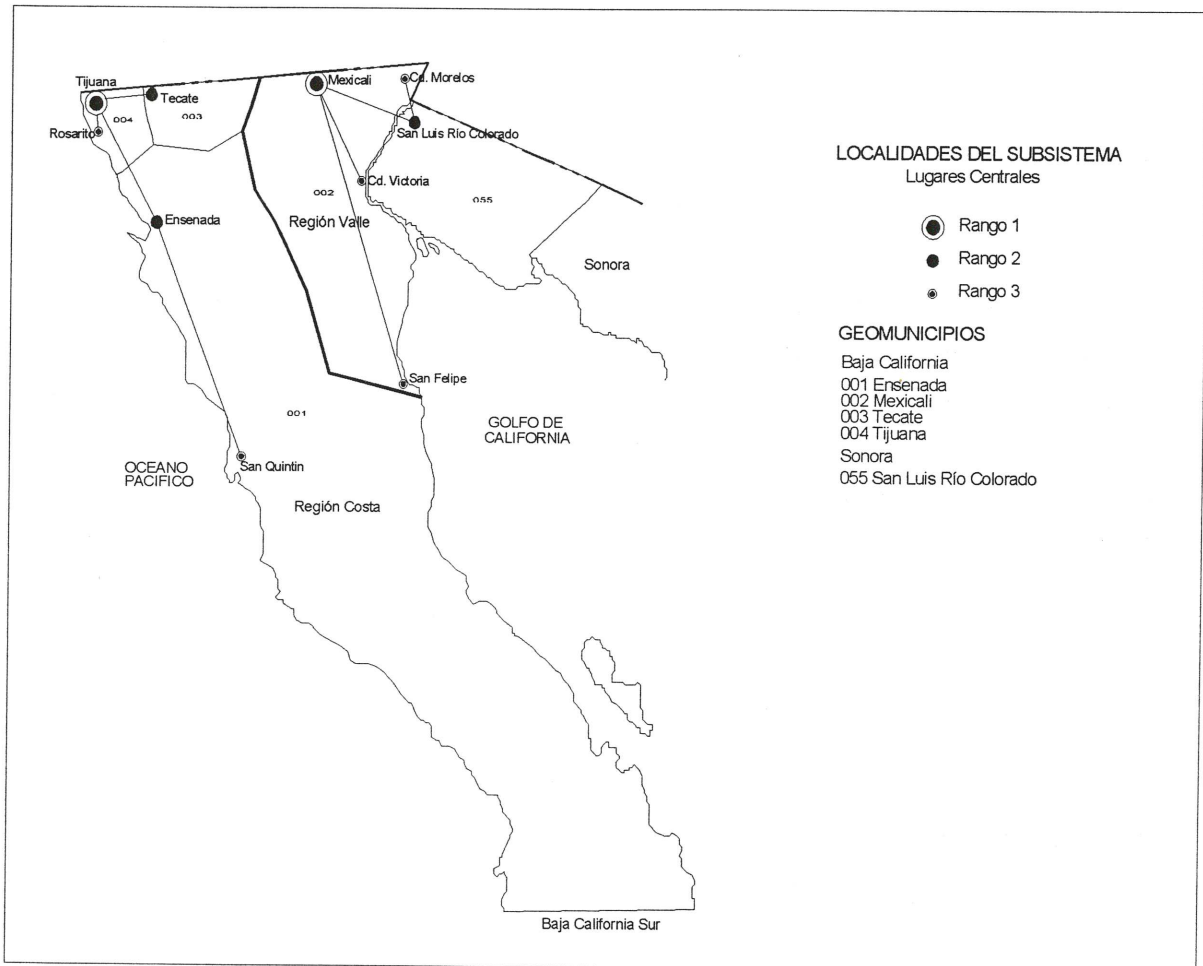 Tijuana
Mexicali
Cd. Morelos
Tecate
004
003
Rosarito
San Luis Río Colorado
Cd. Victoria
002
055
Región Valle
Ensenada
Sonora
San Felipe
001
GOLFO DE
CALIFORNIA
OCEANO
PACIFICO
San Quintin
Región Costa
Baja California Sur
LOCALIDADES DEL SUBSISTEMA
Lugares Centrales
Rango 1
Rango 2
Rango 3
GEOMUNICIPIOS
Baja California
001 Ensenada
002 Mexicali
003 Tecate
004 Tijuana
Sonora
055 San Luis Río Colorado